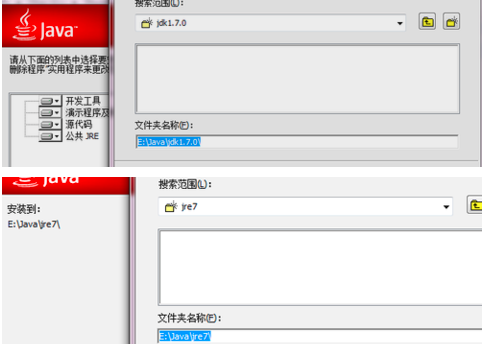 搜索范围(L):
jdk1.7.0
Java
请从下面的列表中选择要
删除程序"实用程序来更改
开发工具
演示程序及
源代码
公共 JRE
文件夹名称(F):
E:\Java\jdk1.7.0\
Java
搜索范围(L):
jre7
安装到:
E:\Java\jre7\
文件夹名称(F):
E:\Java\jre7\